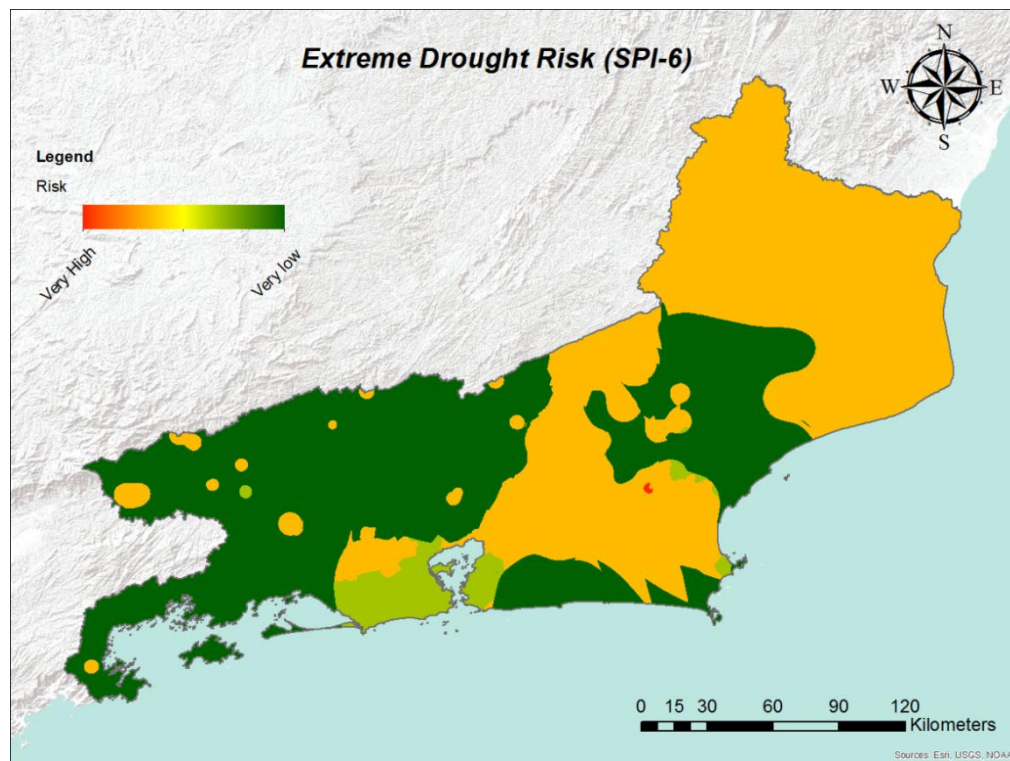 Extreme Drought Risk (SPI-6)
N
W E
S
Legend
Risk
Very High
Very low
0 15 30 60 90 120
Kilometers
Sources: Esri, USGS, NOAA